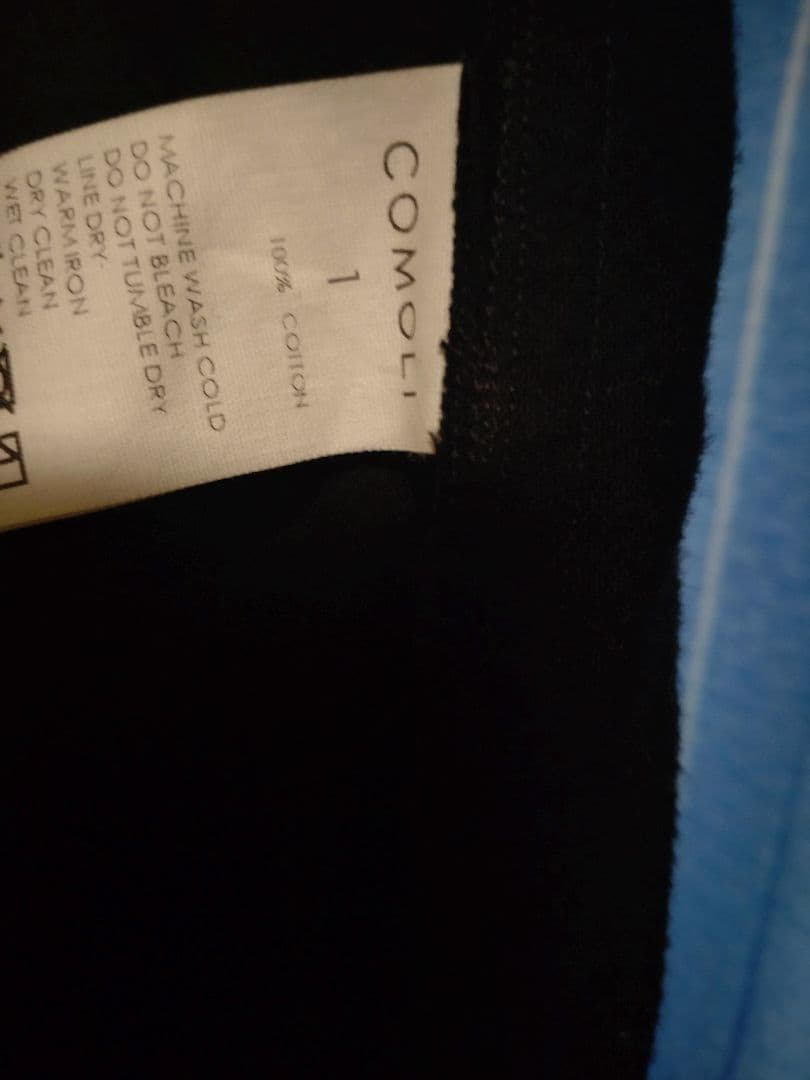 COMOLI
1
100% COTTON
MACHINE WASH COLD
DO NOT BLEACH
DO NOT TUMBLE DRY
LINE DRY
WARM IRON
DRY CLEAN
WET CLEAN